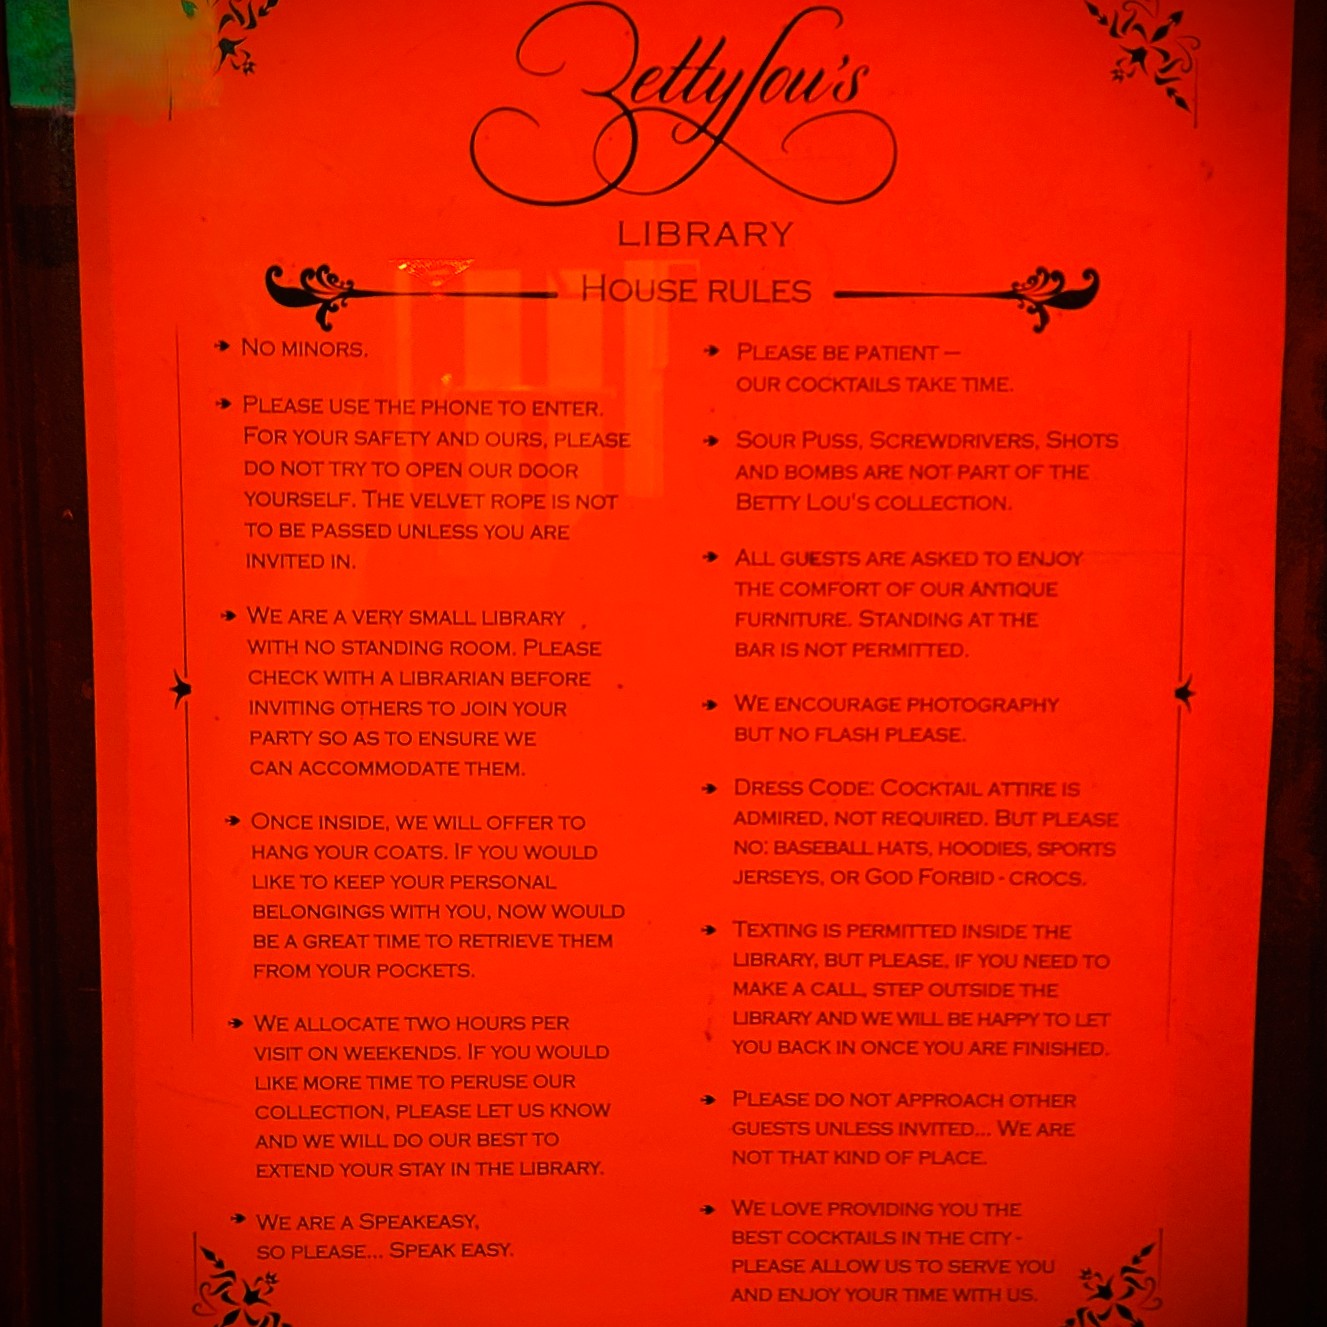 BettyLou's
LIBRARY
HOUSE RULES
NO MINORS.
PLEASE USE THE PHONE TO ENTER.
FOR YOUR SAFETY AND OURS, PLEASE
DO NOT TRY TO OPEN OUR DOOR
YOURSELF. THE VELVET ROPE IS NOT
TO BE PASSED UNLESS YOU ARE
INVITED IN.
WE ARE A VERY SMALL LIBRARY
WITH NO STANDING ROOM. PLEASE
CHECK WITH A LIBRARIAN BEFORE
INVITING OTHERS TO JOIN YOUR
PARTY SO AS TO ENSURE WE
CAN ACCOMMODATE THEM.
ONCE INSIDE, WE WILL OFFER TO
HANG YOUR COATS. IF YOU WOULD
LIKE TO KEEP YOUR PERSONAL
BELONGINGS WITH YOU, NOW WOULD
BE A GREAT TIME TO RETRIEVE THEM
FROM YOUR POCKETS.
WE ALLOCATE TWO HOURS PER
VISIT ON WEEKENDS. IF YOU WOULD
LIKE MORE TIME TO PERUSE OUR
COLLECTION, PLEASE LET US KNOW
AND WE WILL DO OUR BEST TO
EXTEND YOUR STAY IN THE LIBRARY.
WE ARE A SPEAKEASY,
SO PLEASE... SPEAK EASY.
PLEASE BE PATIENT –
OUR COCKTAILS TAKE TIME.
SOUR PUSS, SCREWDRIVERS, SHOTS
AND BOMBS ARE NOT PART OF THE
BETTY LOU'S COLLECTION.
ALL GUESTS ARE ASKED TO ENJOY
THE COMFORT OF OUR ANTIQUE
FURNITURE. STANDING AT THE
BAR IS NOT PERMITTED.
WE ENCOURAGE PHOTOGRAPHY
BUT NO FLASH PLEASE.
DRESS CODE: COCKTAIL ATTIRE IS
ADMIRED, NOT REQUIRED. BUT PLEASE
NO: BASEBALL HATS, HOODIES, SPORTS
JERSEYS, OR GOD FORBID - CROCS.
TEXTING IS PERMITTED INSIDE THE
LIBRARY, BUT PLEASE, IF YOU NEED TO
MAKE A CALL, STEP OUTSIDE THE
LIBRARY AND WE WILL BE HAPPY TO LET
YOU BACK IN ONCE YOU ARE FINISHED.
PLEASE DO NOT APPROACH OTHER
GUESTS UNLESS INVITED... WE ARE
NOT THAT KIND OF PLACE.
WE LOVE PROVIDING YOU THE
BEST COCKTAILS IN THE CITY -
PLEASE ALLOW US TO SERVE YOU
AND ENJOY YOUR TIME WITH US.